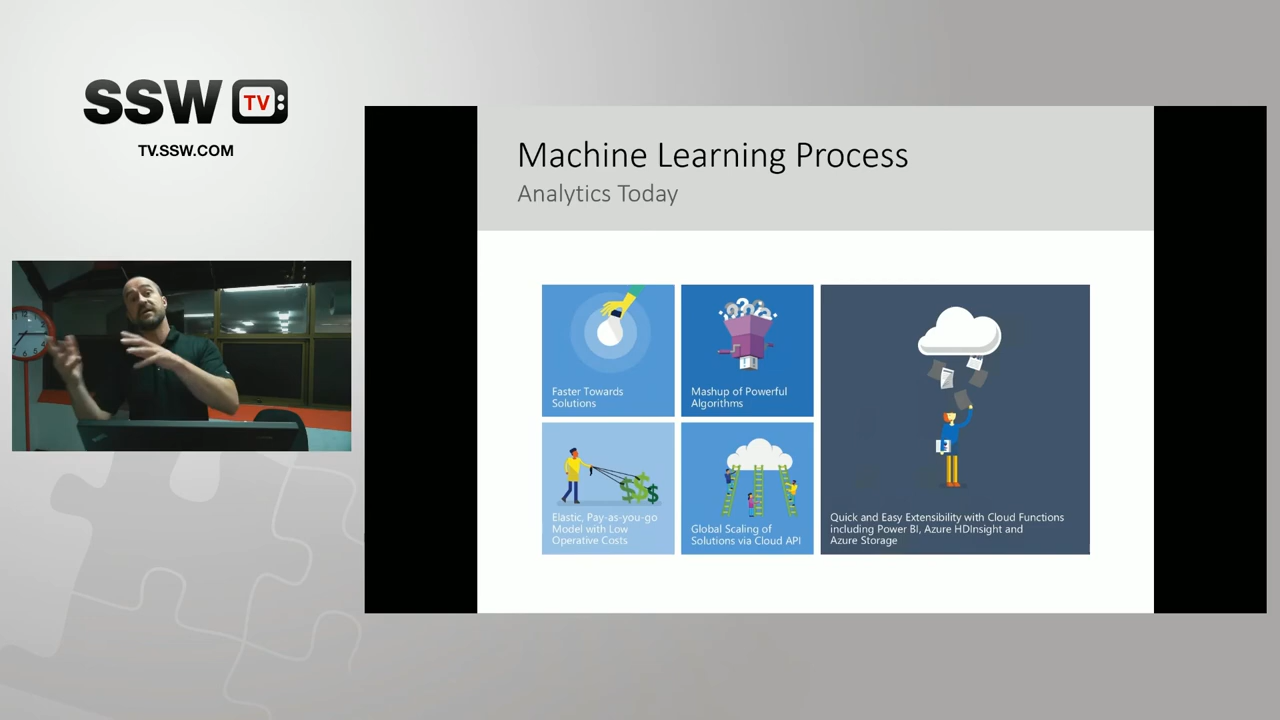 SSW TV
TV.SSW.COM
Machine Learning Process
Analytics Today
Faster Towards
Solutions
Mashup of Powerful
Algorithms
Elastic, Pay-as-you-go
Model with Low
Operative Costs
Global Scaling of
Solutions via Cloud API
Quick and Easy Extensibility with Cloud Functions
including Power BI, Azure HDInsight and
Azure Storage